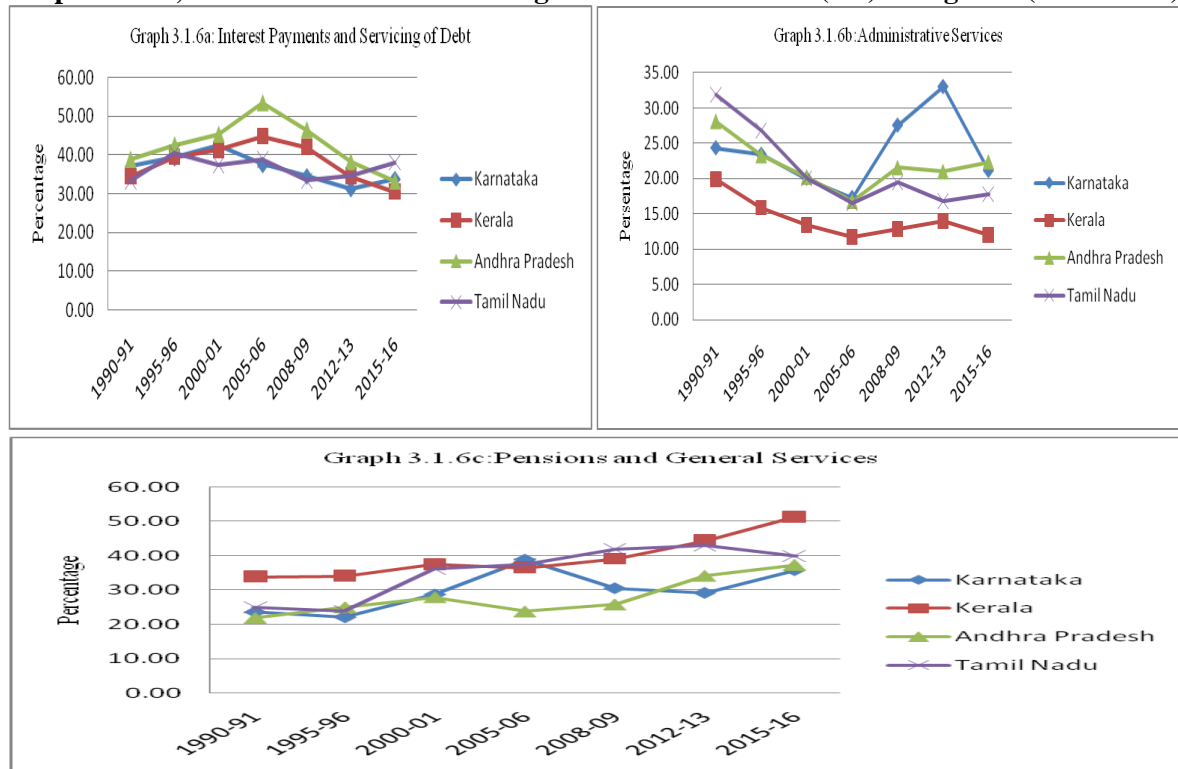 Graph 3.1.6a: Interest Payments and Servicing of Debt
60.00
50.00
40.00
30.00
20.00
10.00
0.00
Percentage
1990-91
1995-96
2000-01
2005-06
2008-09
2012-13
2015-16
Karnataka
Kerala
Andhra Pradesh
Tamil Nadu
Graph 3.1.6b:Administrative Services
35.00
30.00
25.00
20.00
15.00
10.00
5.00
0.00
Persentage
1990-91
1995-96
2000-01
2005-06
2008-09
2012-13
2015-16
Karnataka
Kerala
Andhra Pradesh
Tamil Nadu
Graph 3.1.6c:Pensions and General Services
60.00
50.00
40.00
30.00
20.00
10.00
0.00
Percentage
1990-91
1995-96
2000-01
2005-06
2008-09
2012-13
2015-16
Karnataka
Kerala
Andhra Pradesh
Tamil Nadu